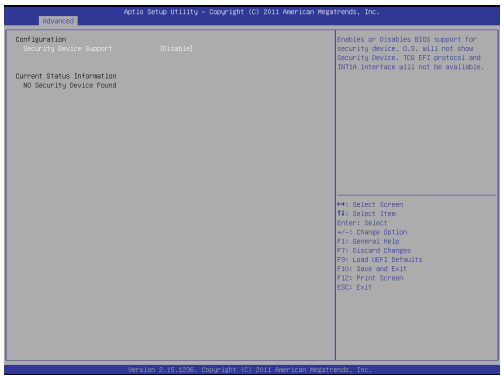 Aptio Setup Utility – Copyright (C) 2011 American Megatrends, Inc.
Advanced
Configuration
Security Device Support [Disable]
Current Status Information
NO Security Device Found
Enables or Disables BIOS support for
security device. O.S. will not show
Security Device. TCG EFI protocol and
INT1A interface will not be available.
→←: Select Screen
↑↓: Select Item
Enter: Select
+/-: Change Option
F1: General Help
F7: Discard Changes
F9: Load UEFI Defaults
F10: Save and Exit
F12: Print Screen
ESC: Exit
Version 2.15.1236. Copyright (C) 2011 American Megatrends, Inc.